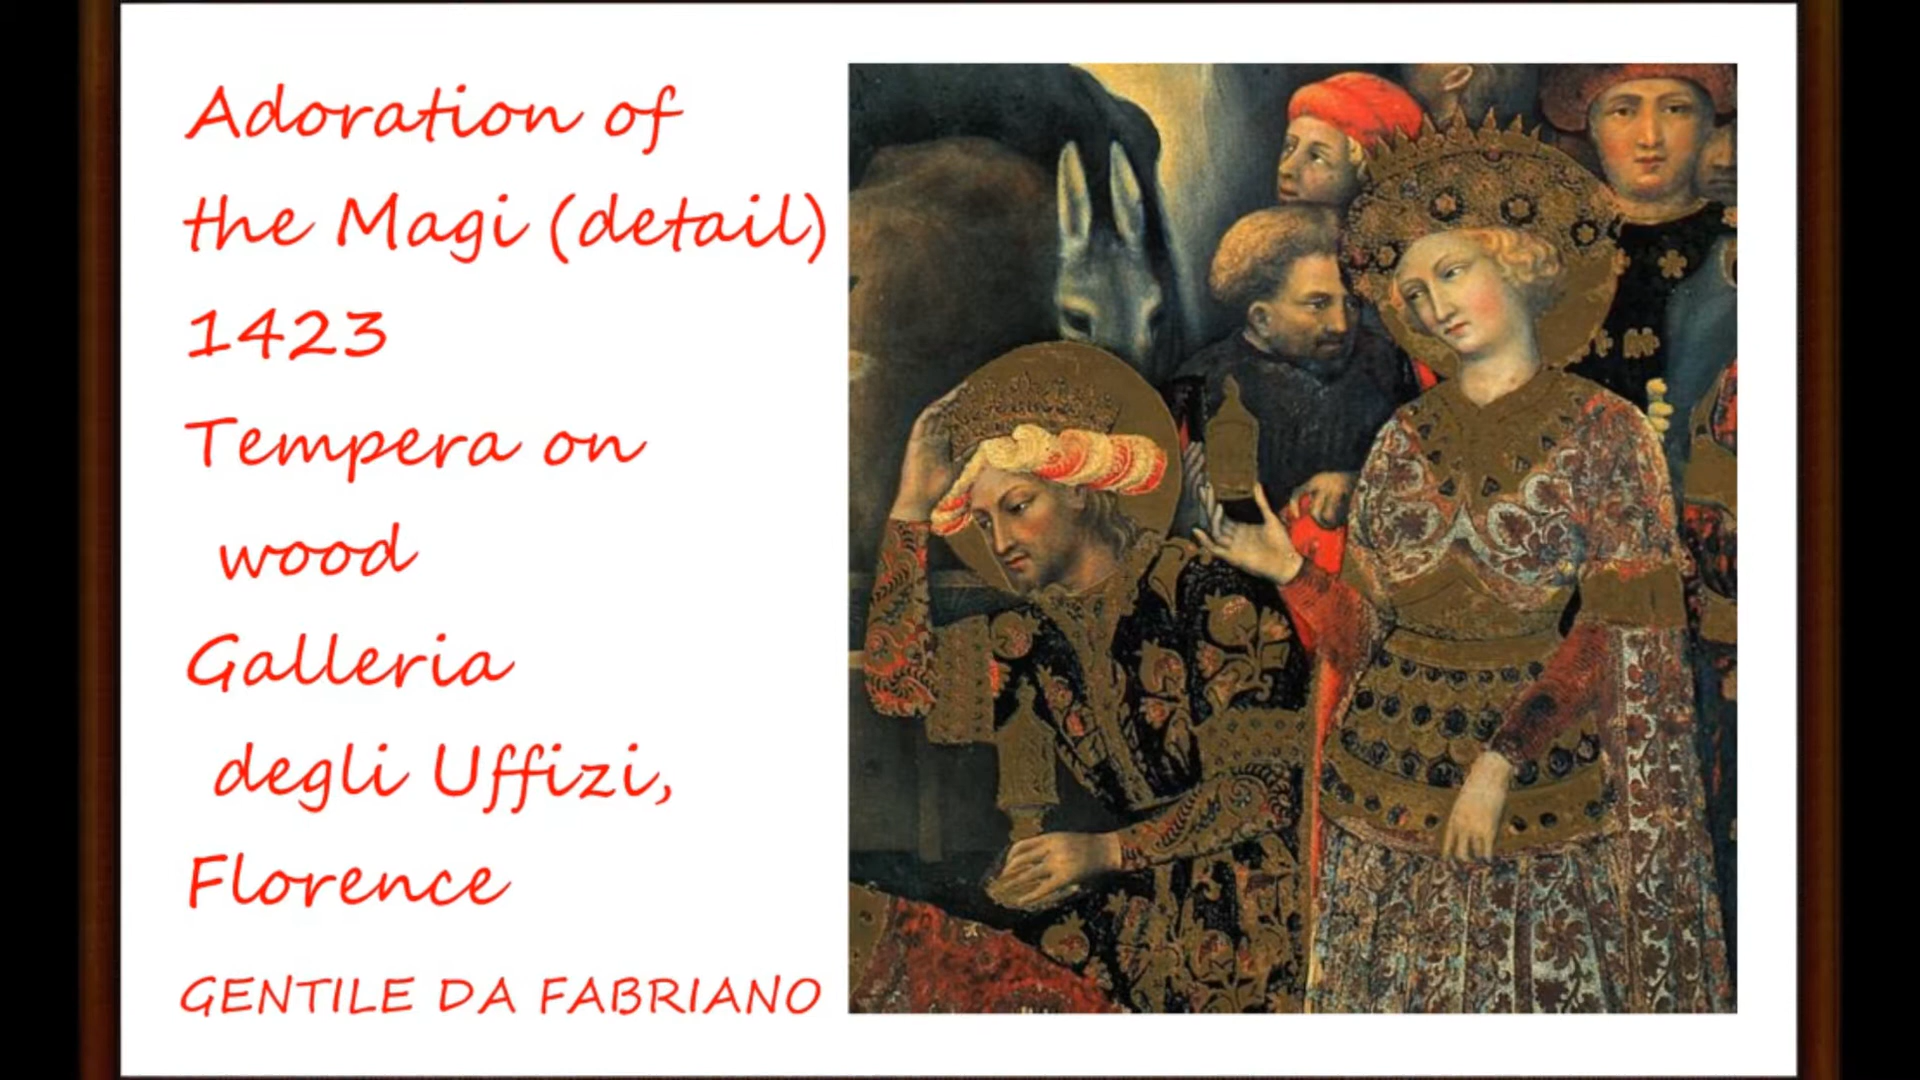 Adoration of
the Magi (detail)
1423
Tempera on
wood
Galleria
degli Uffizi,
Florence
GENTILE DA FABRIANO